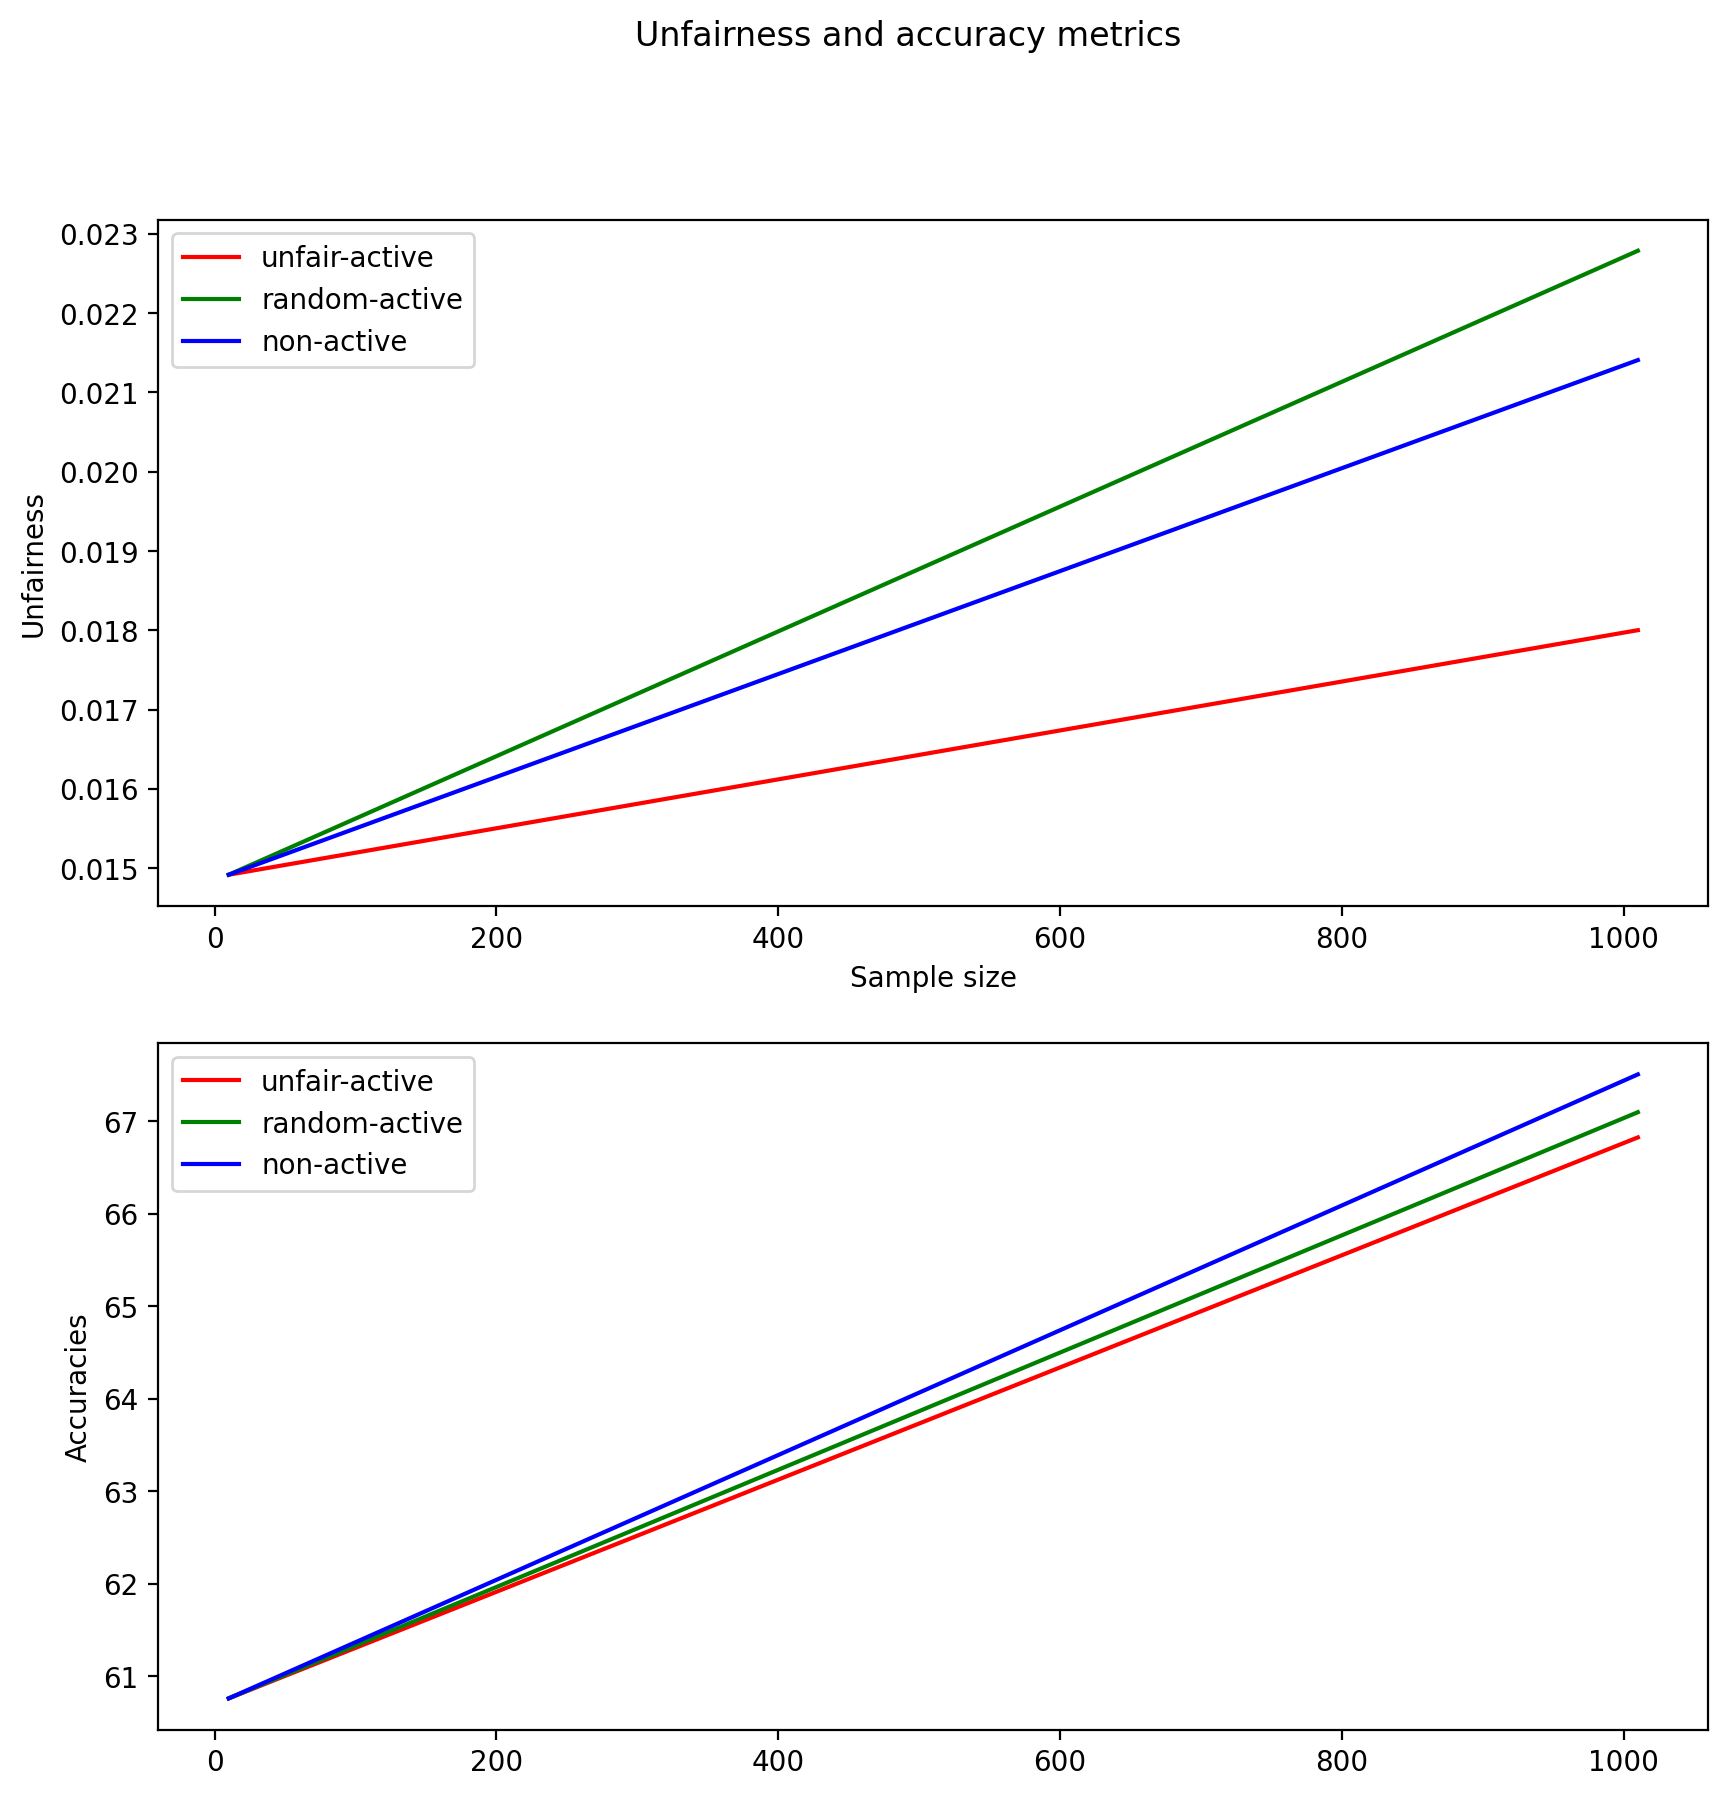 Unfairness and accuracy metrics
0.023
0.022
0.021
0.020
0.019
0.018
0.017
0.016
0.015
Unfairness
unfair-active
random-active
non-active
0 200 400 600 800 1000
Sample size
67
66
65
64
63
62
61
Accuracies
unfair-active
random-active
non-active
0 200 400 600 800 1000